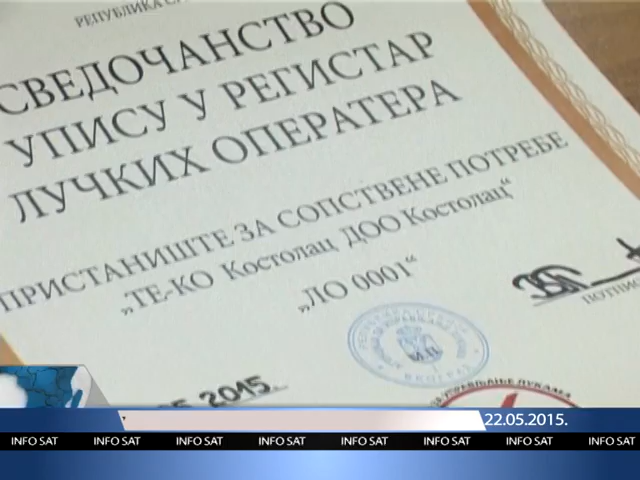 РЕПУБЛИКА
СВЕДОЧАНСТВО
УПИСУ У РЕГИСТАР
ЛУЧКИХ ОПЕРАТЕРА
ПРИСТАНИШТЕ ЗА СОПСТВЕНЕ ПОТРЕБЕ
„ТЕ-КО Костолац ДОО Костолац“
„ЛО 0001“
М.П.
2015.
22.05.2015.
INFO SAT INFO SAT INFO SAT INFO SAT INFO SAT INFO SAT INFO SAT INFO SAT